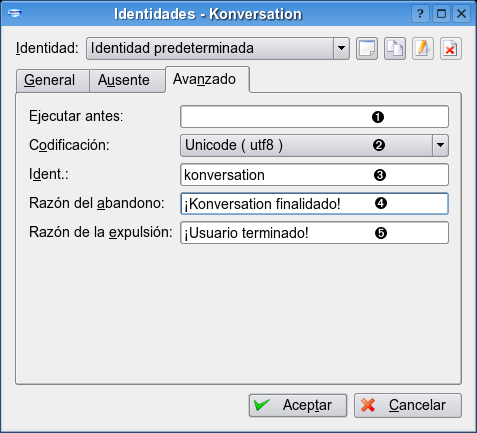 Identidades - Konversation
Identidad: Identidad predeterminada
General Ausente Avanzado
Ejecutar antes: ❶
Codificación: Unicode ( utf8 ) ❷
Ident.: konversation ❸
Razón del abandono: ¡Konversation finalidado! ❹
Razón de la expulsión: ¡Usuario terminado! ❺
Aceptar Cancelar